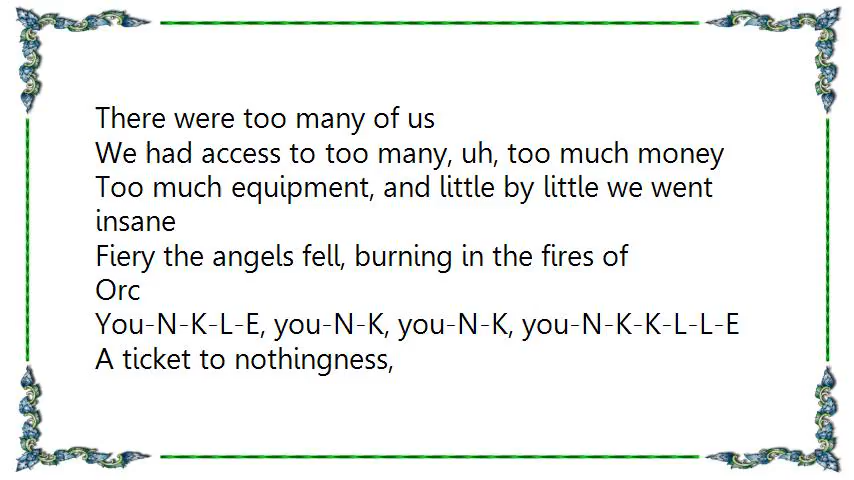 There were too many of us
We had access to too many, uh, too much money
Too much equipment, and little by little we went
insane
Fiery the angels fell, burning in the fires of
Orc
You-N-K-L-E, you-N-K, you-N-K, you-N-K-K-L-L-E
A ticket to nothingness,